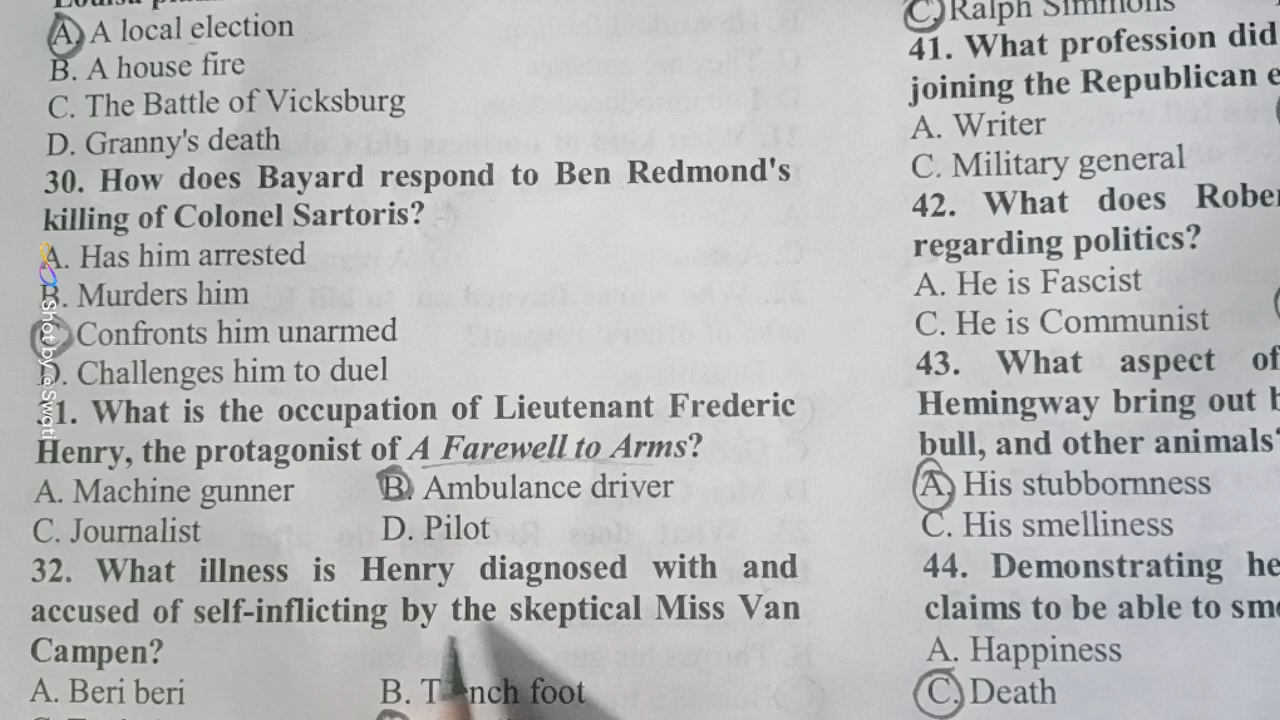 A. A local election
B. A house fire
C. The Battle of Vicksburg
D. Granny's death
30. How does Bayard respond to Ben Redmond's
killing of Colonel Sartoris?
A. Has him arrested
B. Murders him
C. Confronts him unarmed
D. Challenges him to duel
31. What is the occupation of Lieutenant Frederic
Henry, the protagonist of A Farewell to Arms?
A. Machine gunner B. Ambulance driver
C. Journalist D. Pilot
32. What illness is Henry diagnosed with and
accused of self-inflicting by the skeptical Miss Van
Campen?
A. Beri beri B. foot
C. Ralph Simmons
41. What profession did
joining the Republican
A. Writer
C. Military general
42. What does
regarding politics?
A. He is Fascist
C. He is Communist
43. What aspect of
Hemingway bring out
bull, and other animals'
A. His stubbornness
C. His smelliness
44. Demonstrating
claims to be able to
A. Happiness
C. Death
Shot by